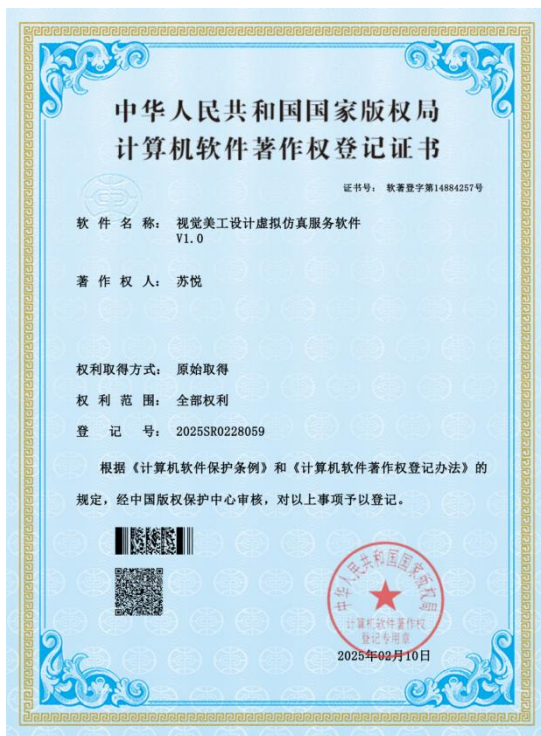 中华人民共和国国家版权局
计算机软件著作权登记证书
证书号： 软著登字第14884257号
软 件 名 称： 视觉美工设计虚拟仿真服务软件
V1.0
著 作 权 人： 苏悦
权利取得方式： 原始取得
权 利 范 围： 全部权利
登 记 号： 2025SR0228059
根据《计算机软件保护条例》和《计算机软件著作权登记办法》的
规定，经中国版权保护中心审核，对以上事项予以登记。
中华人民共和国国家版权局
计算机软件著作权
登记专用章
2025年02月10日